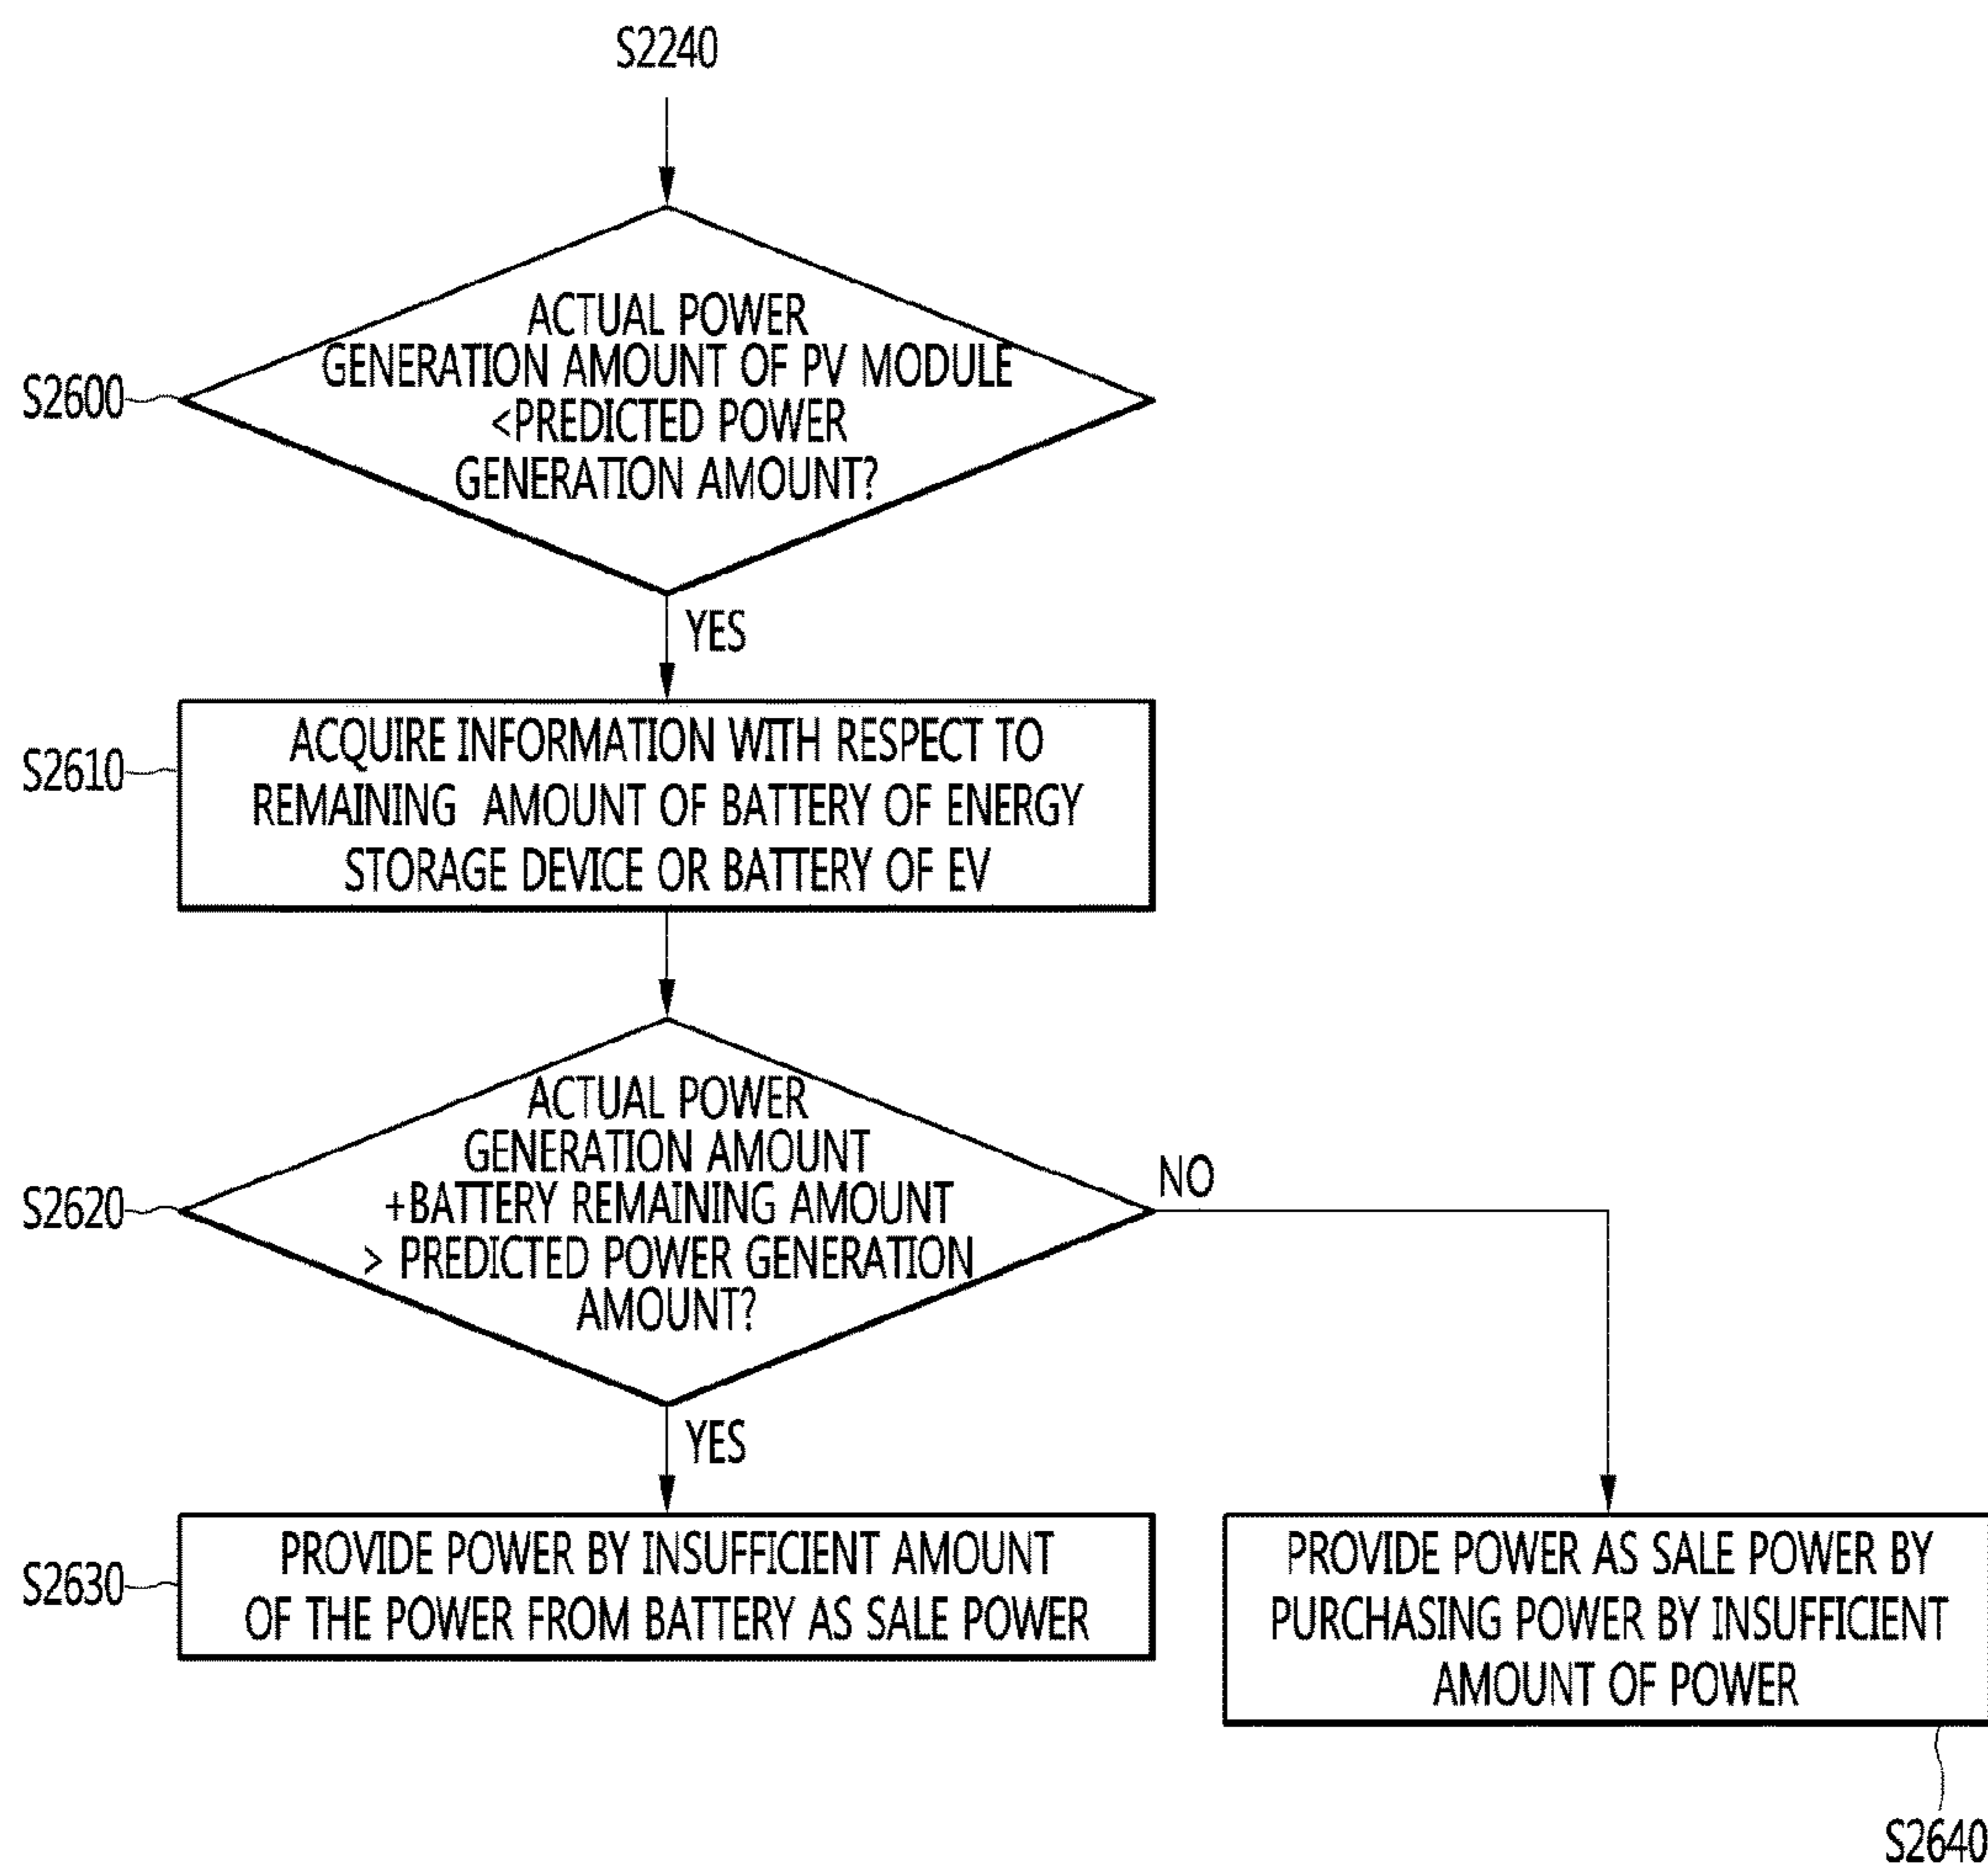 S2240
ACTUAL POWER
GENERATION AMOUNT OF PV MODULE
<PREDICTED POWER
GENERATION AMOUNT?
S2600
YES
ACQUIRE INFORMATION WITH RESPECT TO
REMAINING AMOUNT OF BATTERY OF ENERGY
STORAGE DEVICE OR BATTERY OF EV
S2610
ACTUAL POWER
GENERATION AMOUNT
+BATTERY REMAINING AMOUNT
> PREDICTED POWER GENERATION
AMOUNT?
S2620
NO
YES
PROVIDE POWER BY INSUFFICIENT AMOUNT
OF THE POWER FROM BATTERY AS SALE POWER
S2630
PROVIDE POWER AS SALE POWER BY
PURCHASING POWER BY INSUFFICIENT
AMOUNT OF POWER
S2640